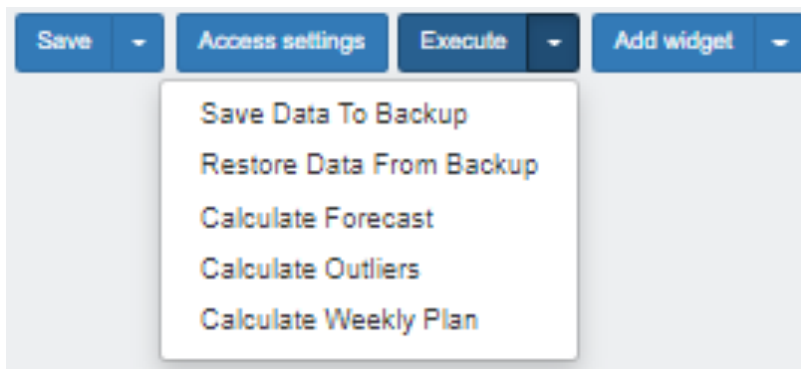 Save Access settings Execute Add widget
Save Data To Backup
Restore Data From Backup
Calculate Forecast
Calculate Outliers
Calculate Weekly Plan